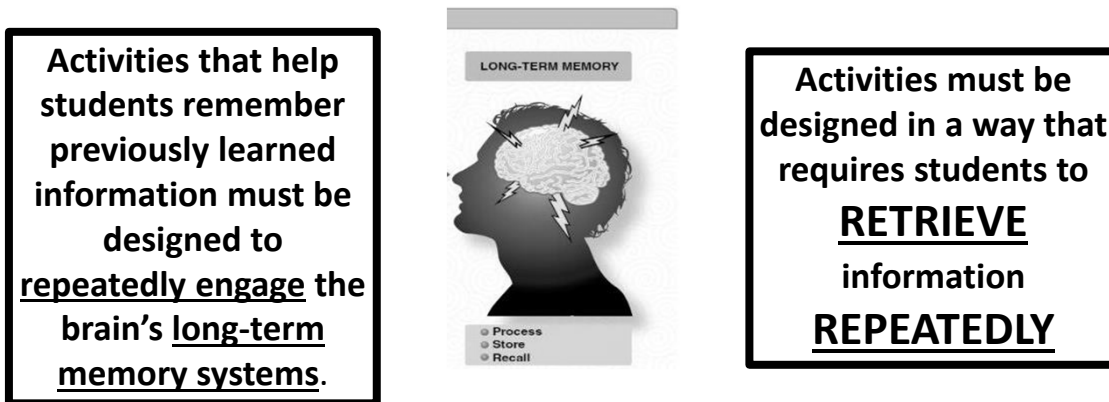 Activities that help
students remember
previously learned
information must be
designed to
repeatedly engage the
brain's long-term
memory systems.
LONG-TERM MEMORY
Process
Store
Recall
Activities must be
designed in a way that
requires students to
RETRIEVE
information
REPEATEDLY